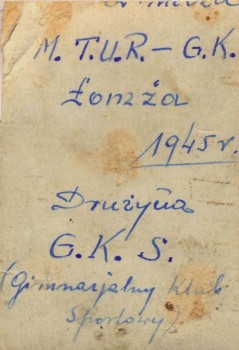 M. T.U.R. – G.K.
Łomża
1945 r.
Drużyna
G. K. S.
(Gimnazjalny Klub
Sportowy)